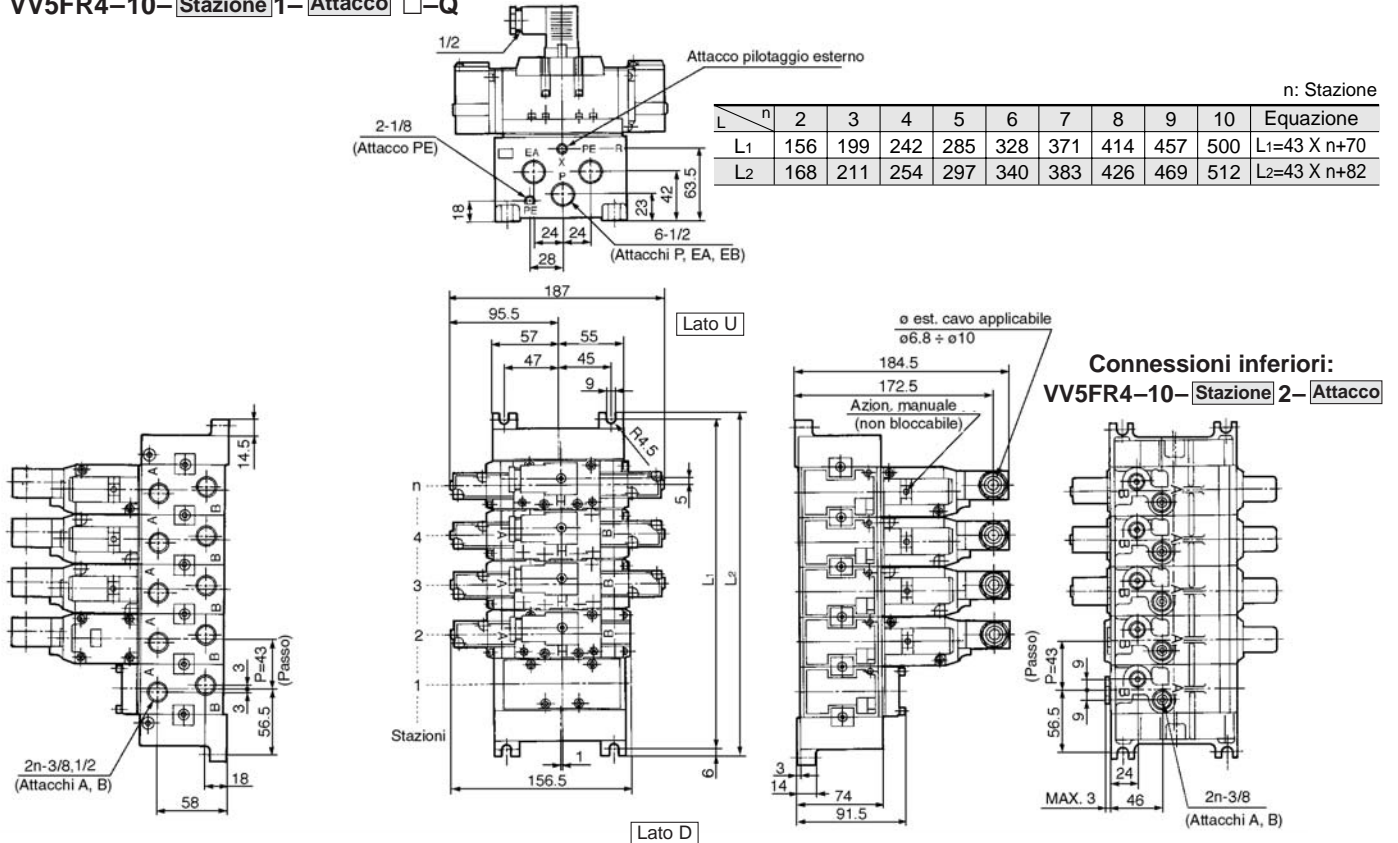 VV5FR4–10– Stazione 1– Attacco □–Q
1/2
Attacco pilotaggio esterno
2-1/8
(Attacco PE)
EA
X
PE
R
P
PE
18
24
24
28
23
42
63.5
6-1/2
(Attacchi P, EA, EB)
n: Stazione
L n 2 3 4 5 6 7 8 9 10 Equazione
L1 156 199 242 285 328 371 414 457 500 L1=43 X n+70
L2 168 211 254 297 340 383 426 469 512 L2=43 X n+82
14.5
A
B
A
B
A
B
A
B
A
B
3
3
P=43
(Passo)
56.5
18
58
2n-3/8,1/2
(Attacchi A, B)
187
95.5
57
55
47
45
9
R4.5
5
Lato U
n
4
3
2
1
Stazioni
A
B
A
B
A
B
L1
L2
1
6
156.5
Lato D
ø est. cavo applicabile
ø6.8 ÷ ø10
184.5
172.5
Azion. manuale
(non bloccabile)
3
14
74
91.5
Connessioni inferiori:
VV5FR4–10– Stazione 2– Attacco
B
A
B
A
B
A
B
A
B
A
(Passo)
P=43
9
9
56.5
24
MAX. 3
46
2n-3/8
(Attacchi A, B)